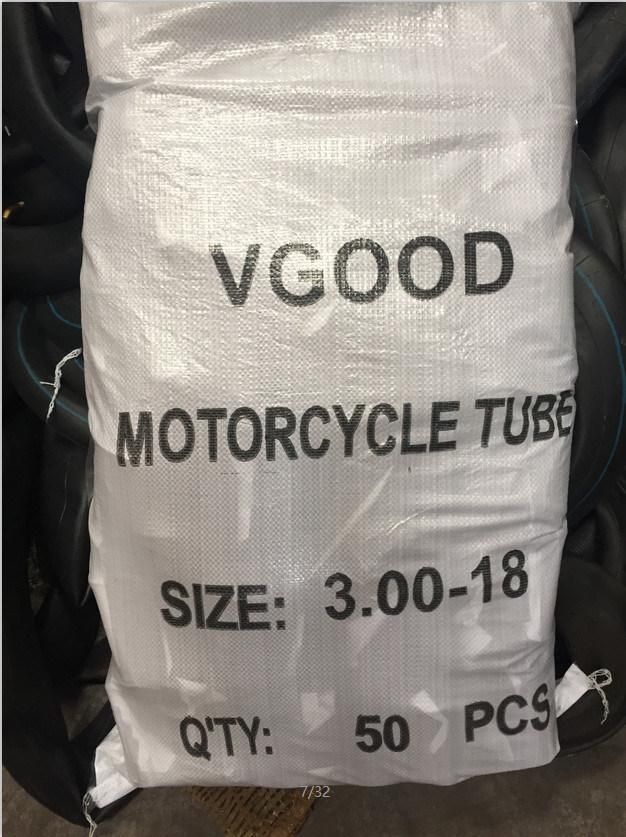 VGOOD
MOTORCYCLE TUBE
SIZE: 3.00-18
Q'TY: 50 PCS
7/32